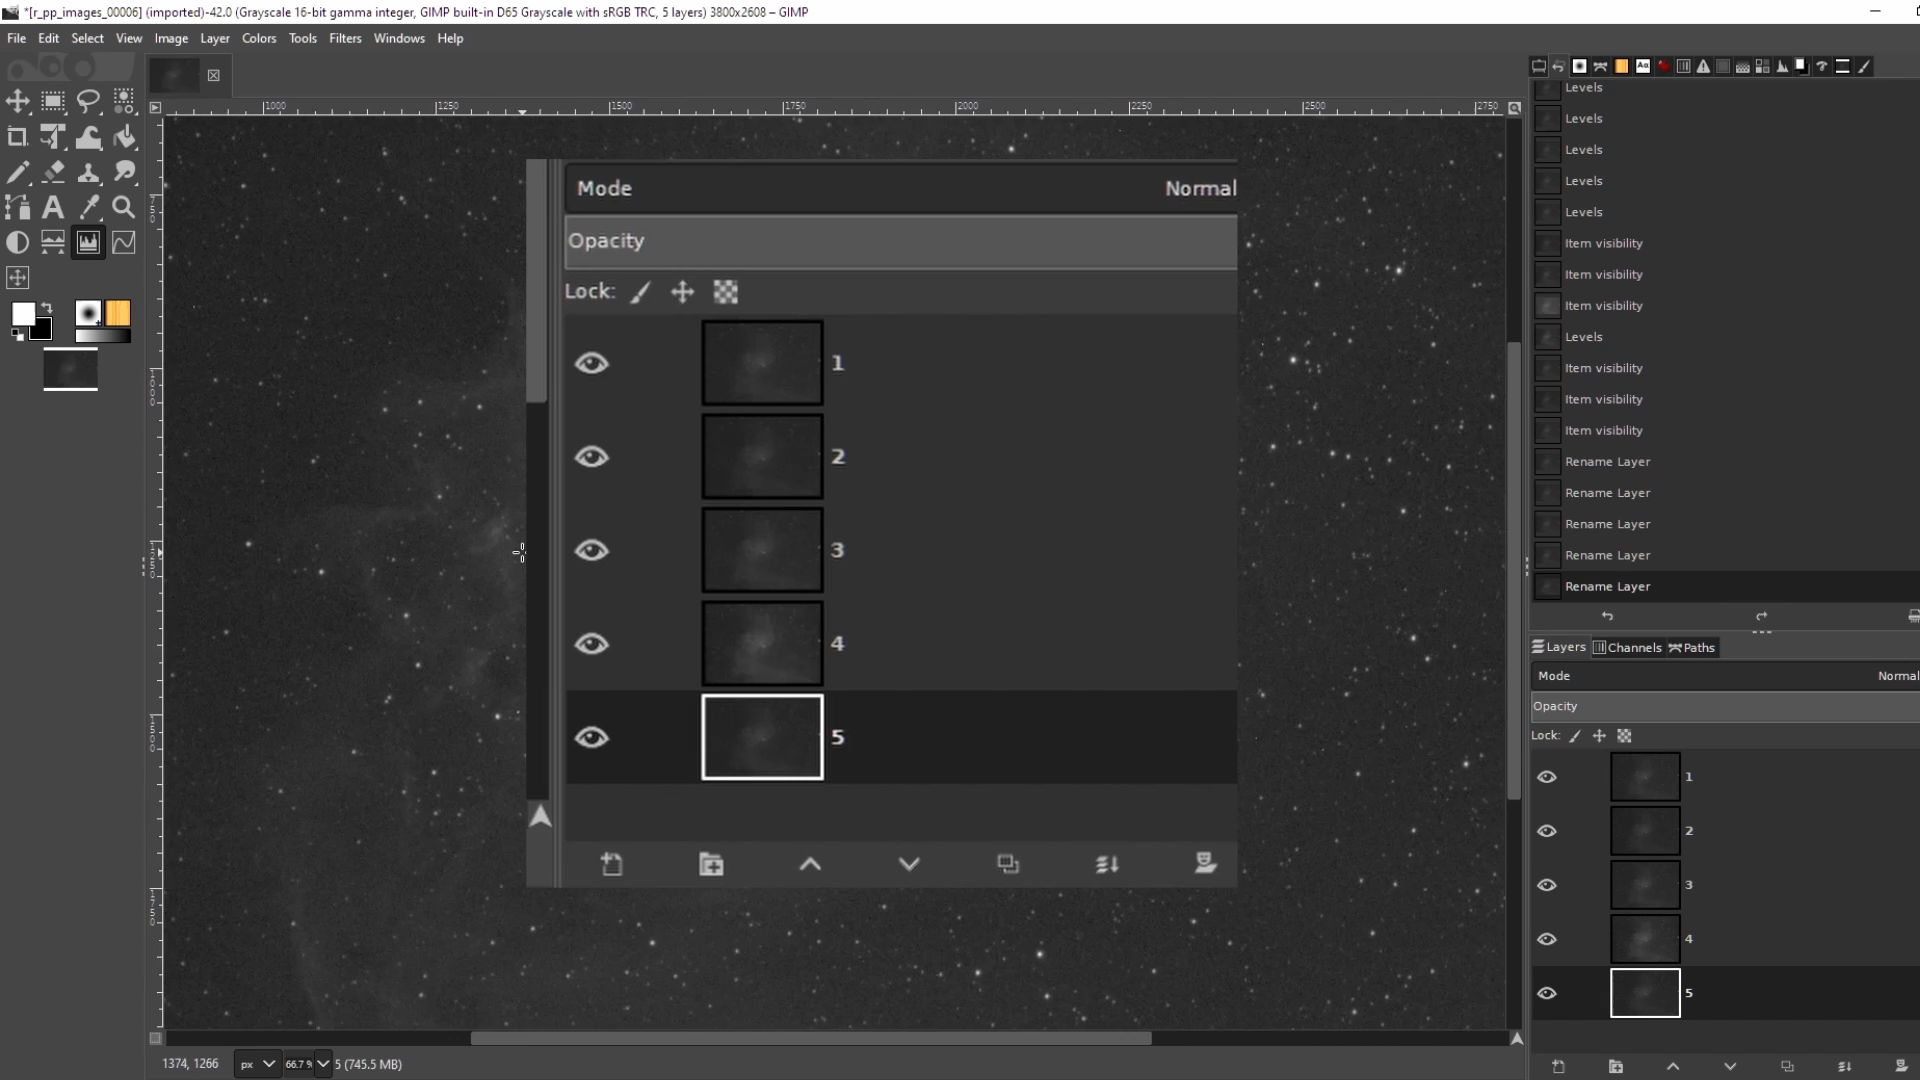 *[r_pp_images_00006] (imported)-42.0 (Grayscale 16-bit gamma integer, GIMP built-in D65 Grayscale with sRGB TRC, 5 layers) 3800x2608 – GIMP
File Edit Select View Image Layer Colors Tools Filters Windows Help
1000 1250 1500 1750 2000 2250 2500 2750
Levels
Levels
Levels
Levels
Levels
Item visibility
Item visibility
Item visibility
Levels
Item visibility
Item visibility
Item visibility
Rename Layer
Rename Layer
Rename Layer
Rename Layer
Rename Layer
Mode Normal
Opacity
Lock:
1
2
3
4
5
750
1000
1250
1500
1750
Layers Channels Paths
Mode Normal
Opacity
Lock:
1
2
3
4
5
1374, 1266 px 66.7 % 5 (745.5 MB)